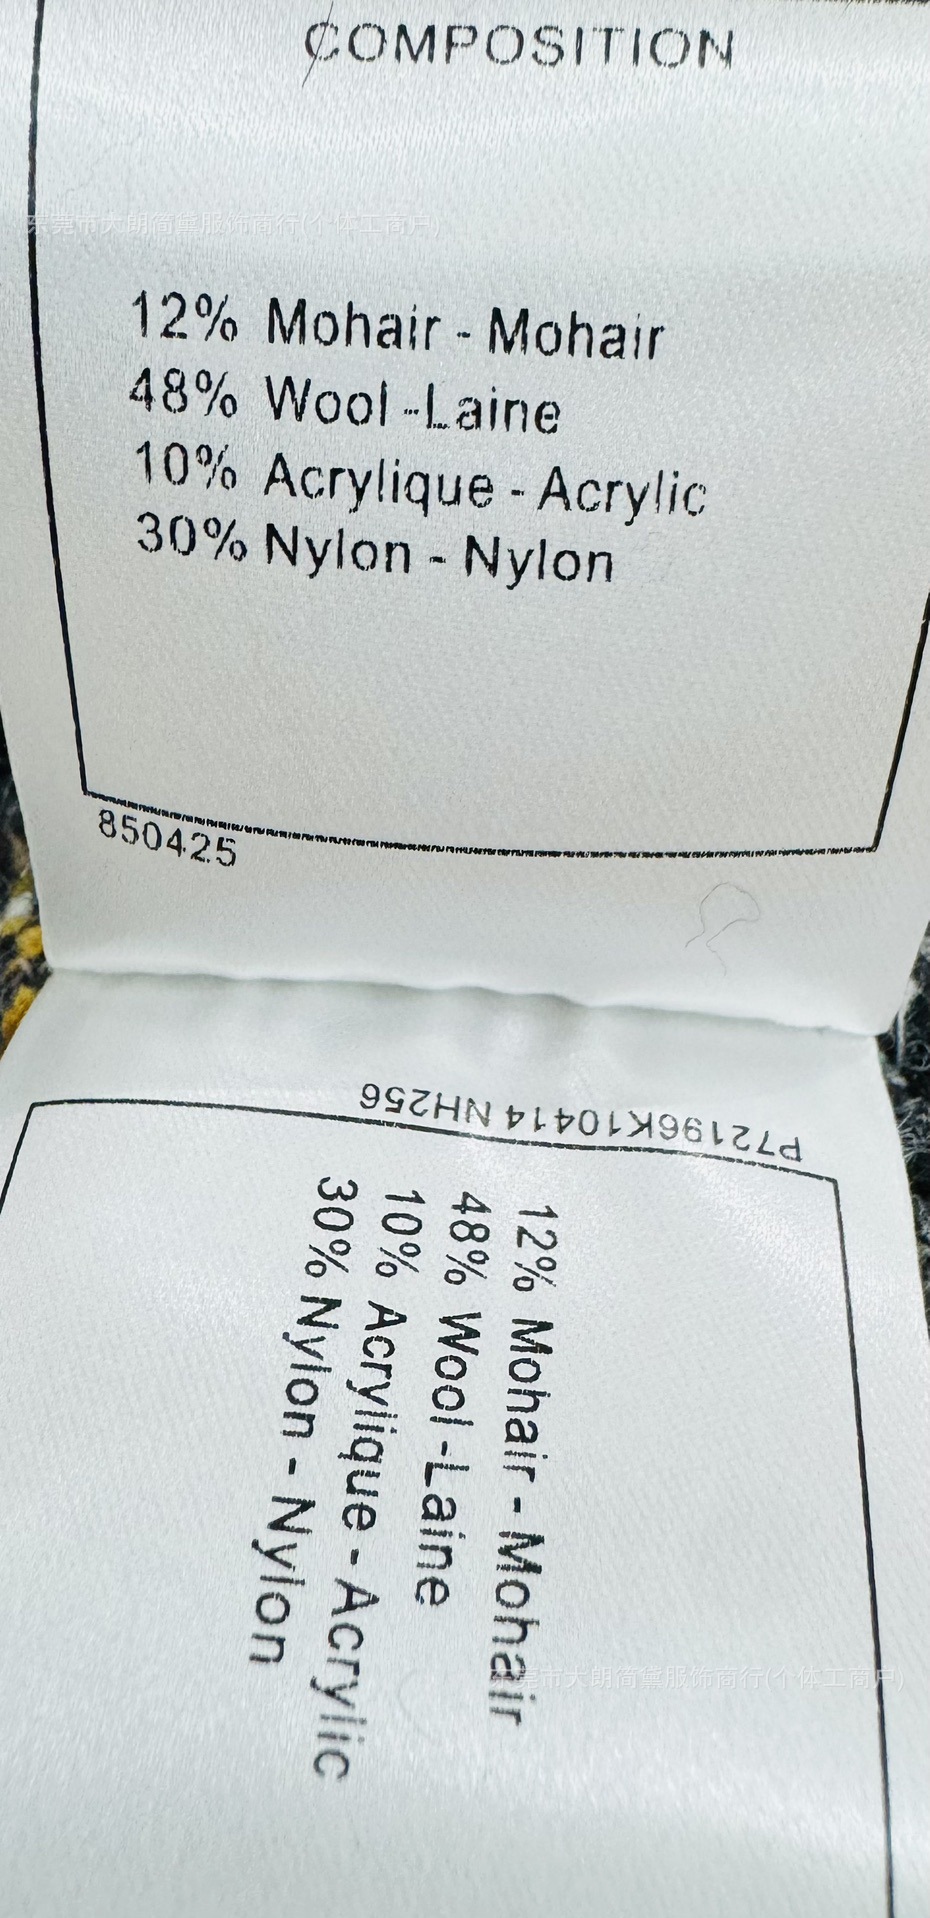 COMPOSITION
东莞市大朗简黛服饰商行(个体工商户)
12% Mohair - Mohair
48% Wool -Laine
10% Acrylique - Acrylic
30% Nylon - Nylon
850425
P72196K10414 NH256
12% Mohair - Mohair
48% Wool -Laine
10% Acrylique - Acrylic
30% Nylon - Nylon
东莞市大朗简黛服饰商行(个体工商户)